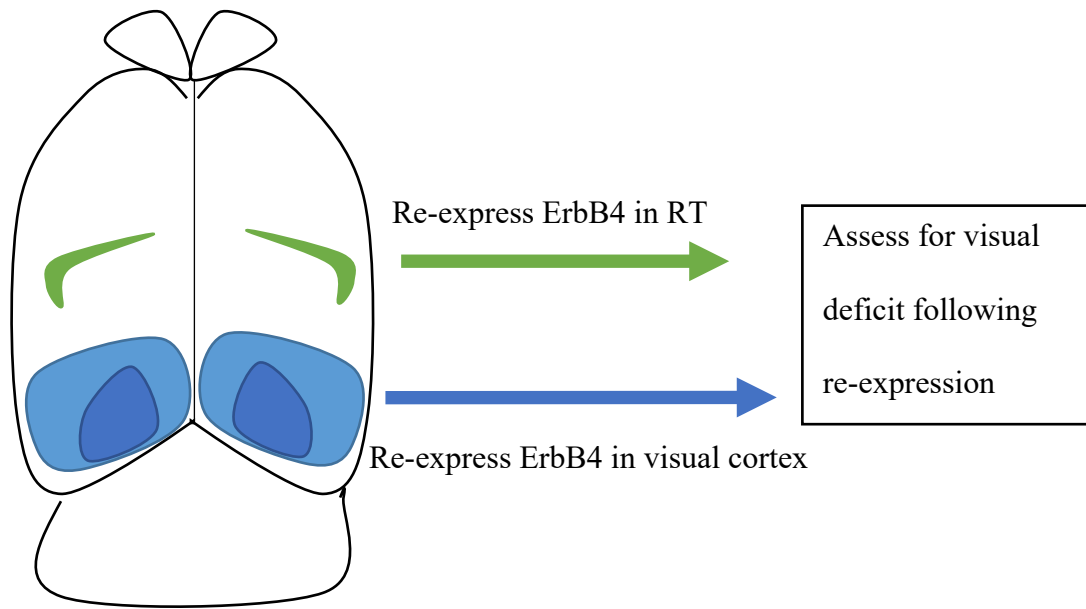 Re-express ErbB4 in RT
Assess for visual
deficit following
re-expression
Re-express ErbB4 in visual cortex